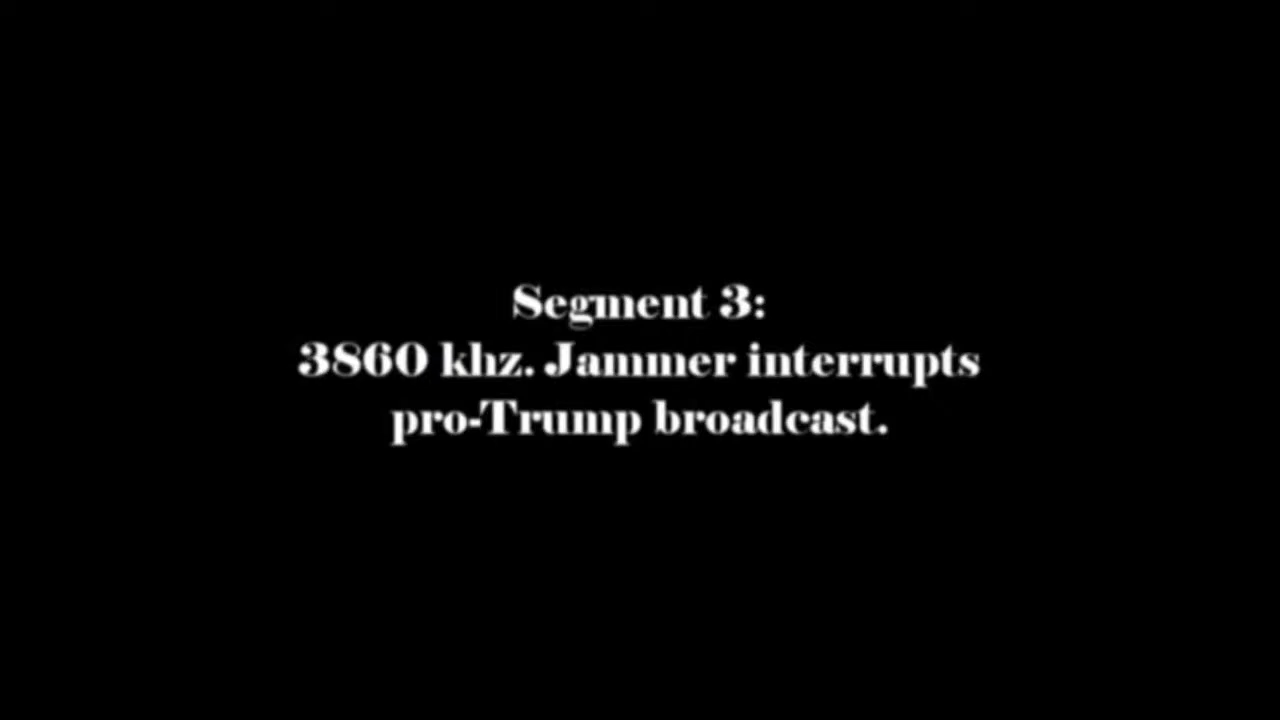 Segment 3:
3860 khz. Jammer interrupts
pro-Trump broadcast.